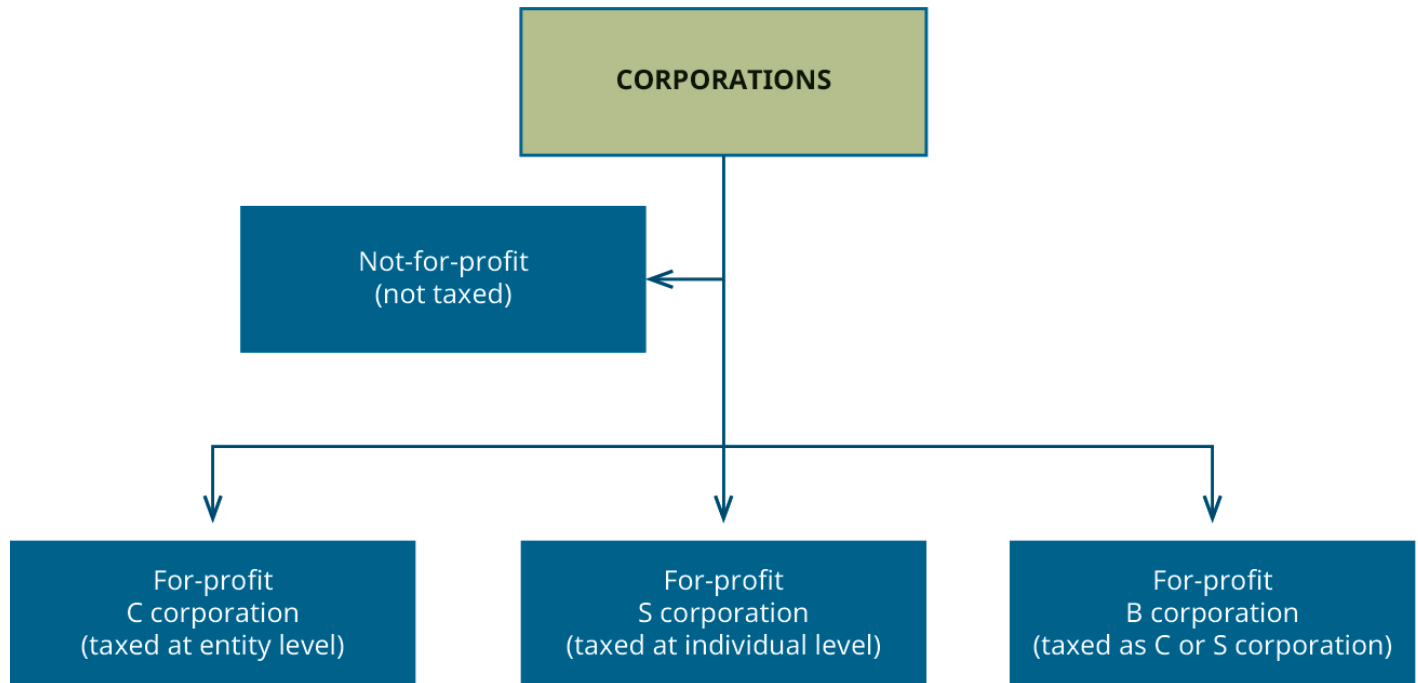 CORPORATIONS
Not-for-profit
(not taxed)
For-profit
C corporation
(taxed at entity level)
For-profit
S corporation
(taxed at individual level)
For-profit
B corporation
(taxed as C or S corporation)